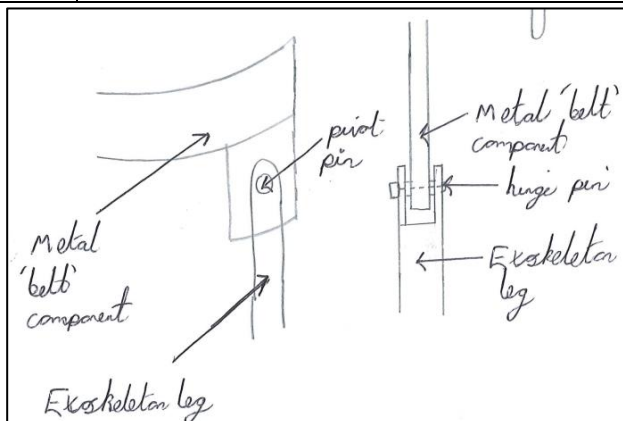 pivot
pin
Metal
'belt'
component
Exoskeleton leg
Metal 'belt'
component
hinge pin
Exoskeleton
leg